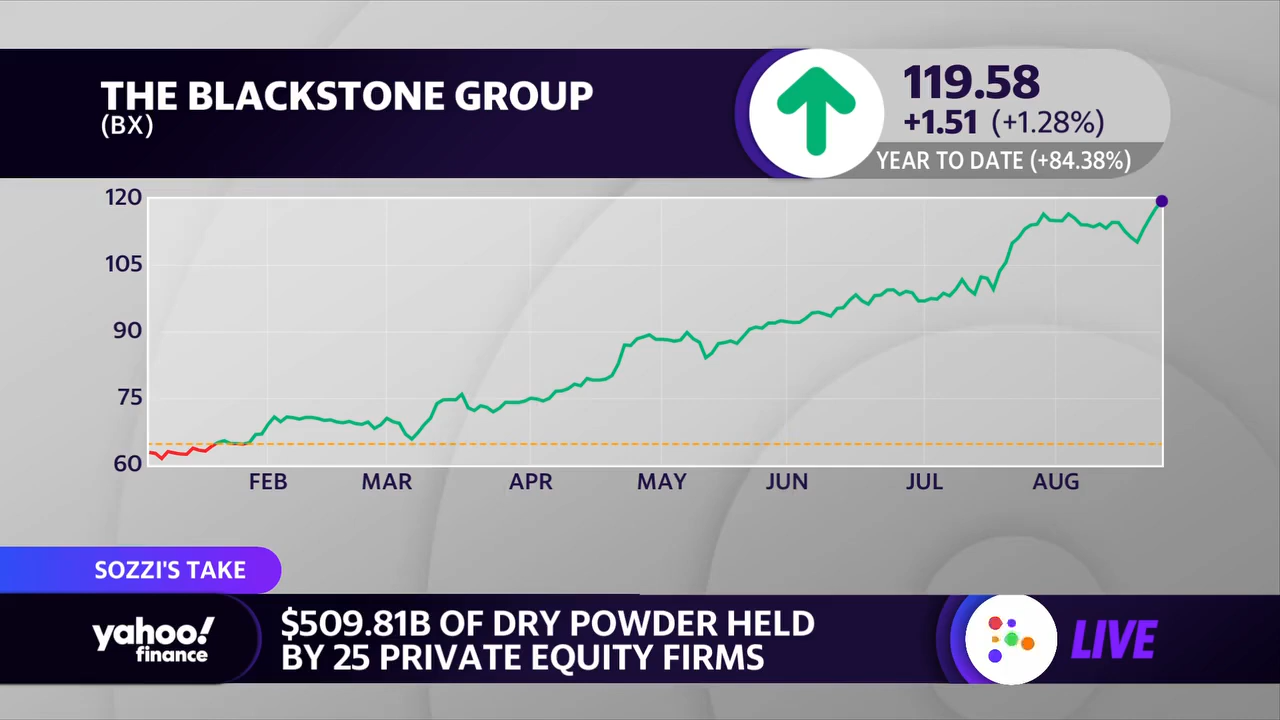 THE BLACKSTONE GROUP
(BX)
119.58
+1.51 (+1.28%)
YEAR TO DATE (+84.38%)
120
105
90
75
60
FEB MAR APR MAY JUN JUL AUG
SOZZI'S TAKE
yahoo!
finance
$509.81B OF DRY POWDER HELD
BY 25 PRIVATE EQUITY FIRMS
LIVE